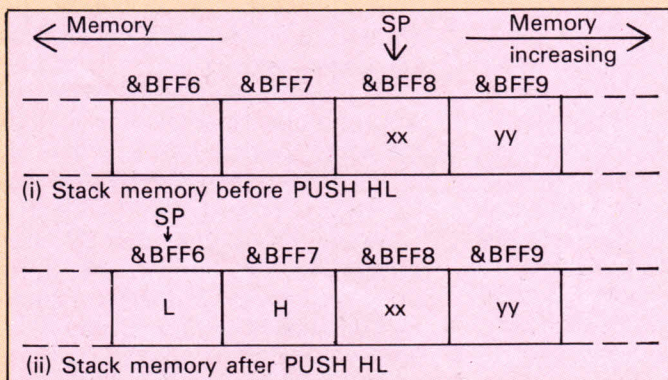 Memory SP Memory
increasing
&BFF6 &BFF7 &BFF8 &BFF9
xx yy
(i) Stack memory before PUSH HL
SP
&BFF6 &BFF7 &BFF8 &BFF9
L H xx yy
(ii) Stack memory after PUSH HL